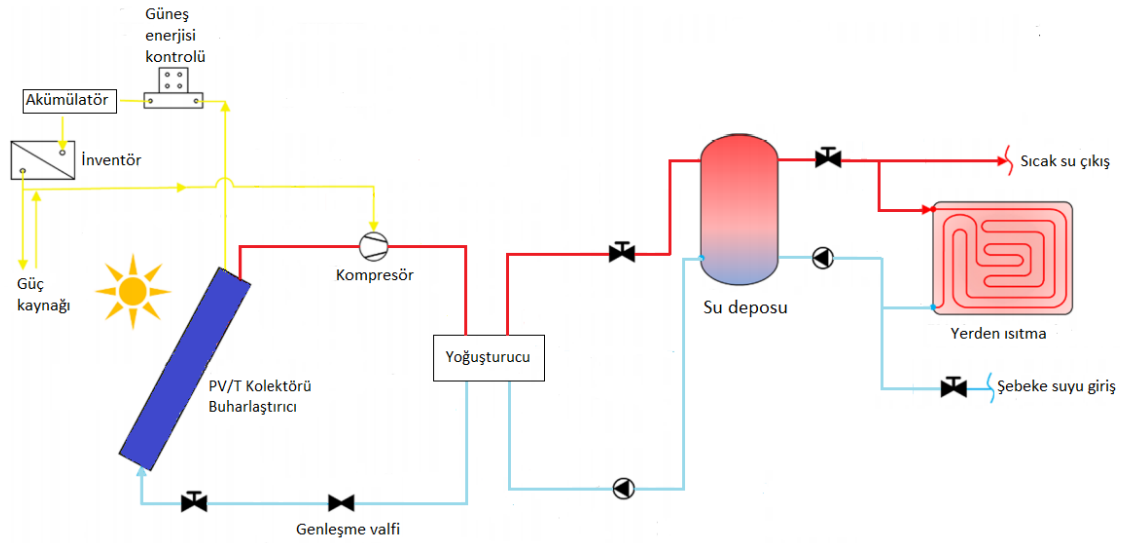 Güneş
enerjisi
kontrolü
Akümülatör
İnventör
Güç
kaynağı
Kompresör
PV/T Kolektörü
Buharlaştırıcı
Yoğuşturucu
Genleşme valfi
Su deposu
Sıcak su çıkış
Yerden ısıtma
Şebeke suyu giriş